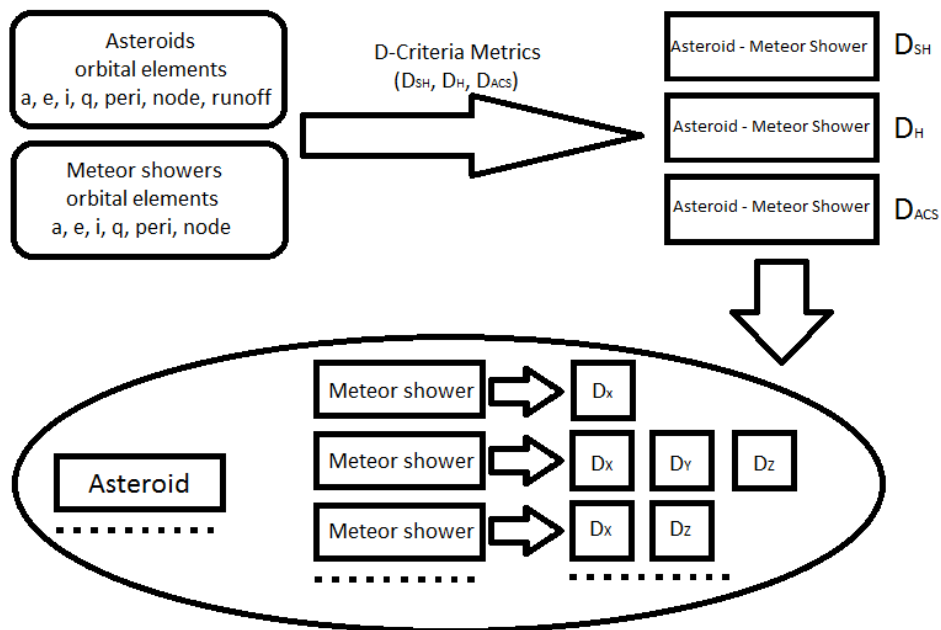 Asteroids
orbital elements
a, e, i, q, peri, node, runoff
Meteor showers
orbital elements
a, e, i, q, peri, node
D-Criteria Metrics
(DSH, DH, DACS)
Asteroid - Meteor Shower DSH
Asteroid - Meteor Shower DH
Asteroid - Meteor Shower DACS
Asteroid
Meteor shower Dx
Meteor shower DX DY DZ
Meteor shower DX DZ